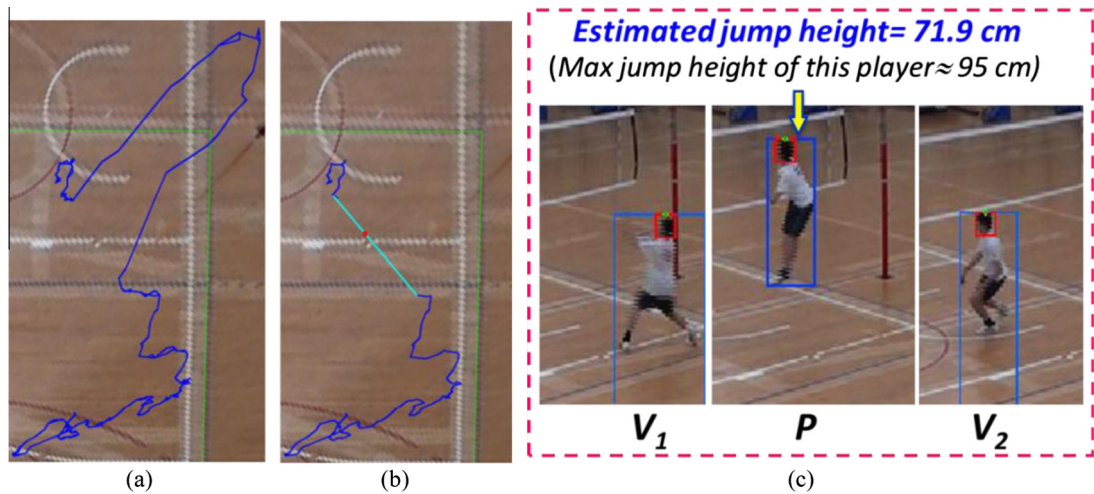 Estimated jump height= 71.9 cm
(Max jump height of this player≈ 95 cm)
V₁ P V₂
(a) (b) (c)